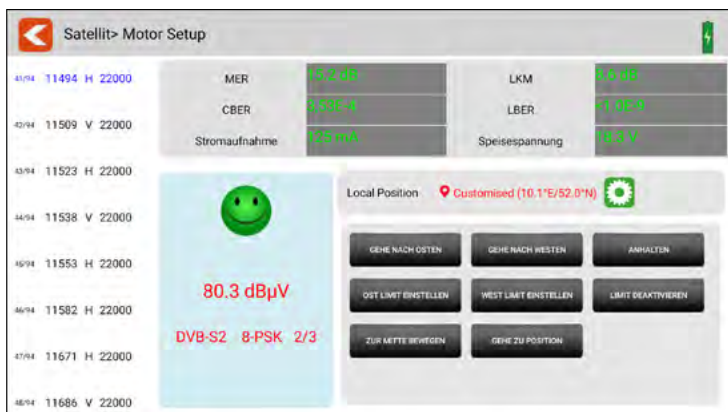 Satellit> Motor Setup
41/94 11494 H 22000
42/94 11509 V 22000
43/94 11523 H 22000
44/94 11538 V 22000
45/94 11553 H 22000
46/94 11582 H 22000
47/94 11671 H 22000
48/94 11686 V 22000
MER
LKM
CBER
LBER
Stromaufnahme
Speisespannung
Local Position Customised (10.1°E/52.0°N)
80.3 dBµV
DVB-S2 8-PSK 2/3
GEHE NACH OSTEN GEHE NACH WESTEN ANHALTEN
OST LIMIT EINSTELLEN WEST LIMIT EINSTELLEN LIMIT DEAKTIVIEREN
ZUR MITTE BEWEGEN GEHE ZU POSITION